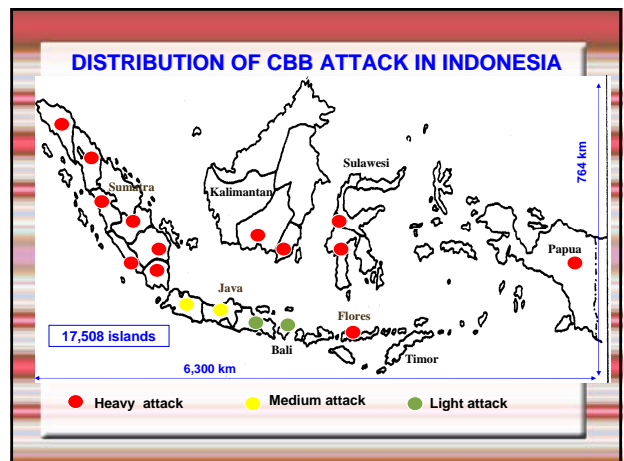 DISTRIBUTION OF CBB ATTACK IN INDONESIA
764 km
Sulawesi
Sumatra
Kalimantan
Papua
Java
Flores
17,508 islands
Bali
Timor
6,300 km
Heavy attack
Medium attack
Light attack